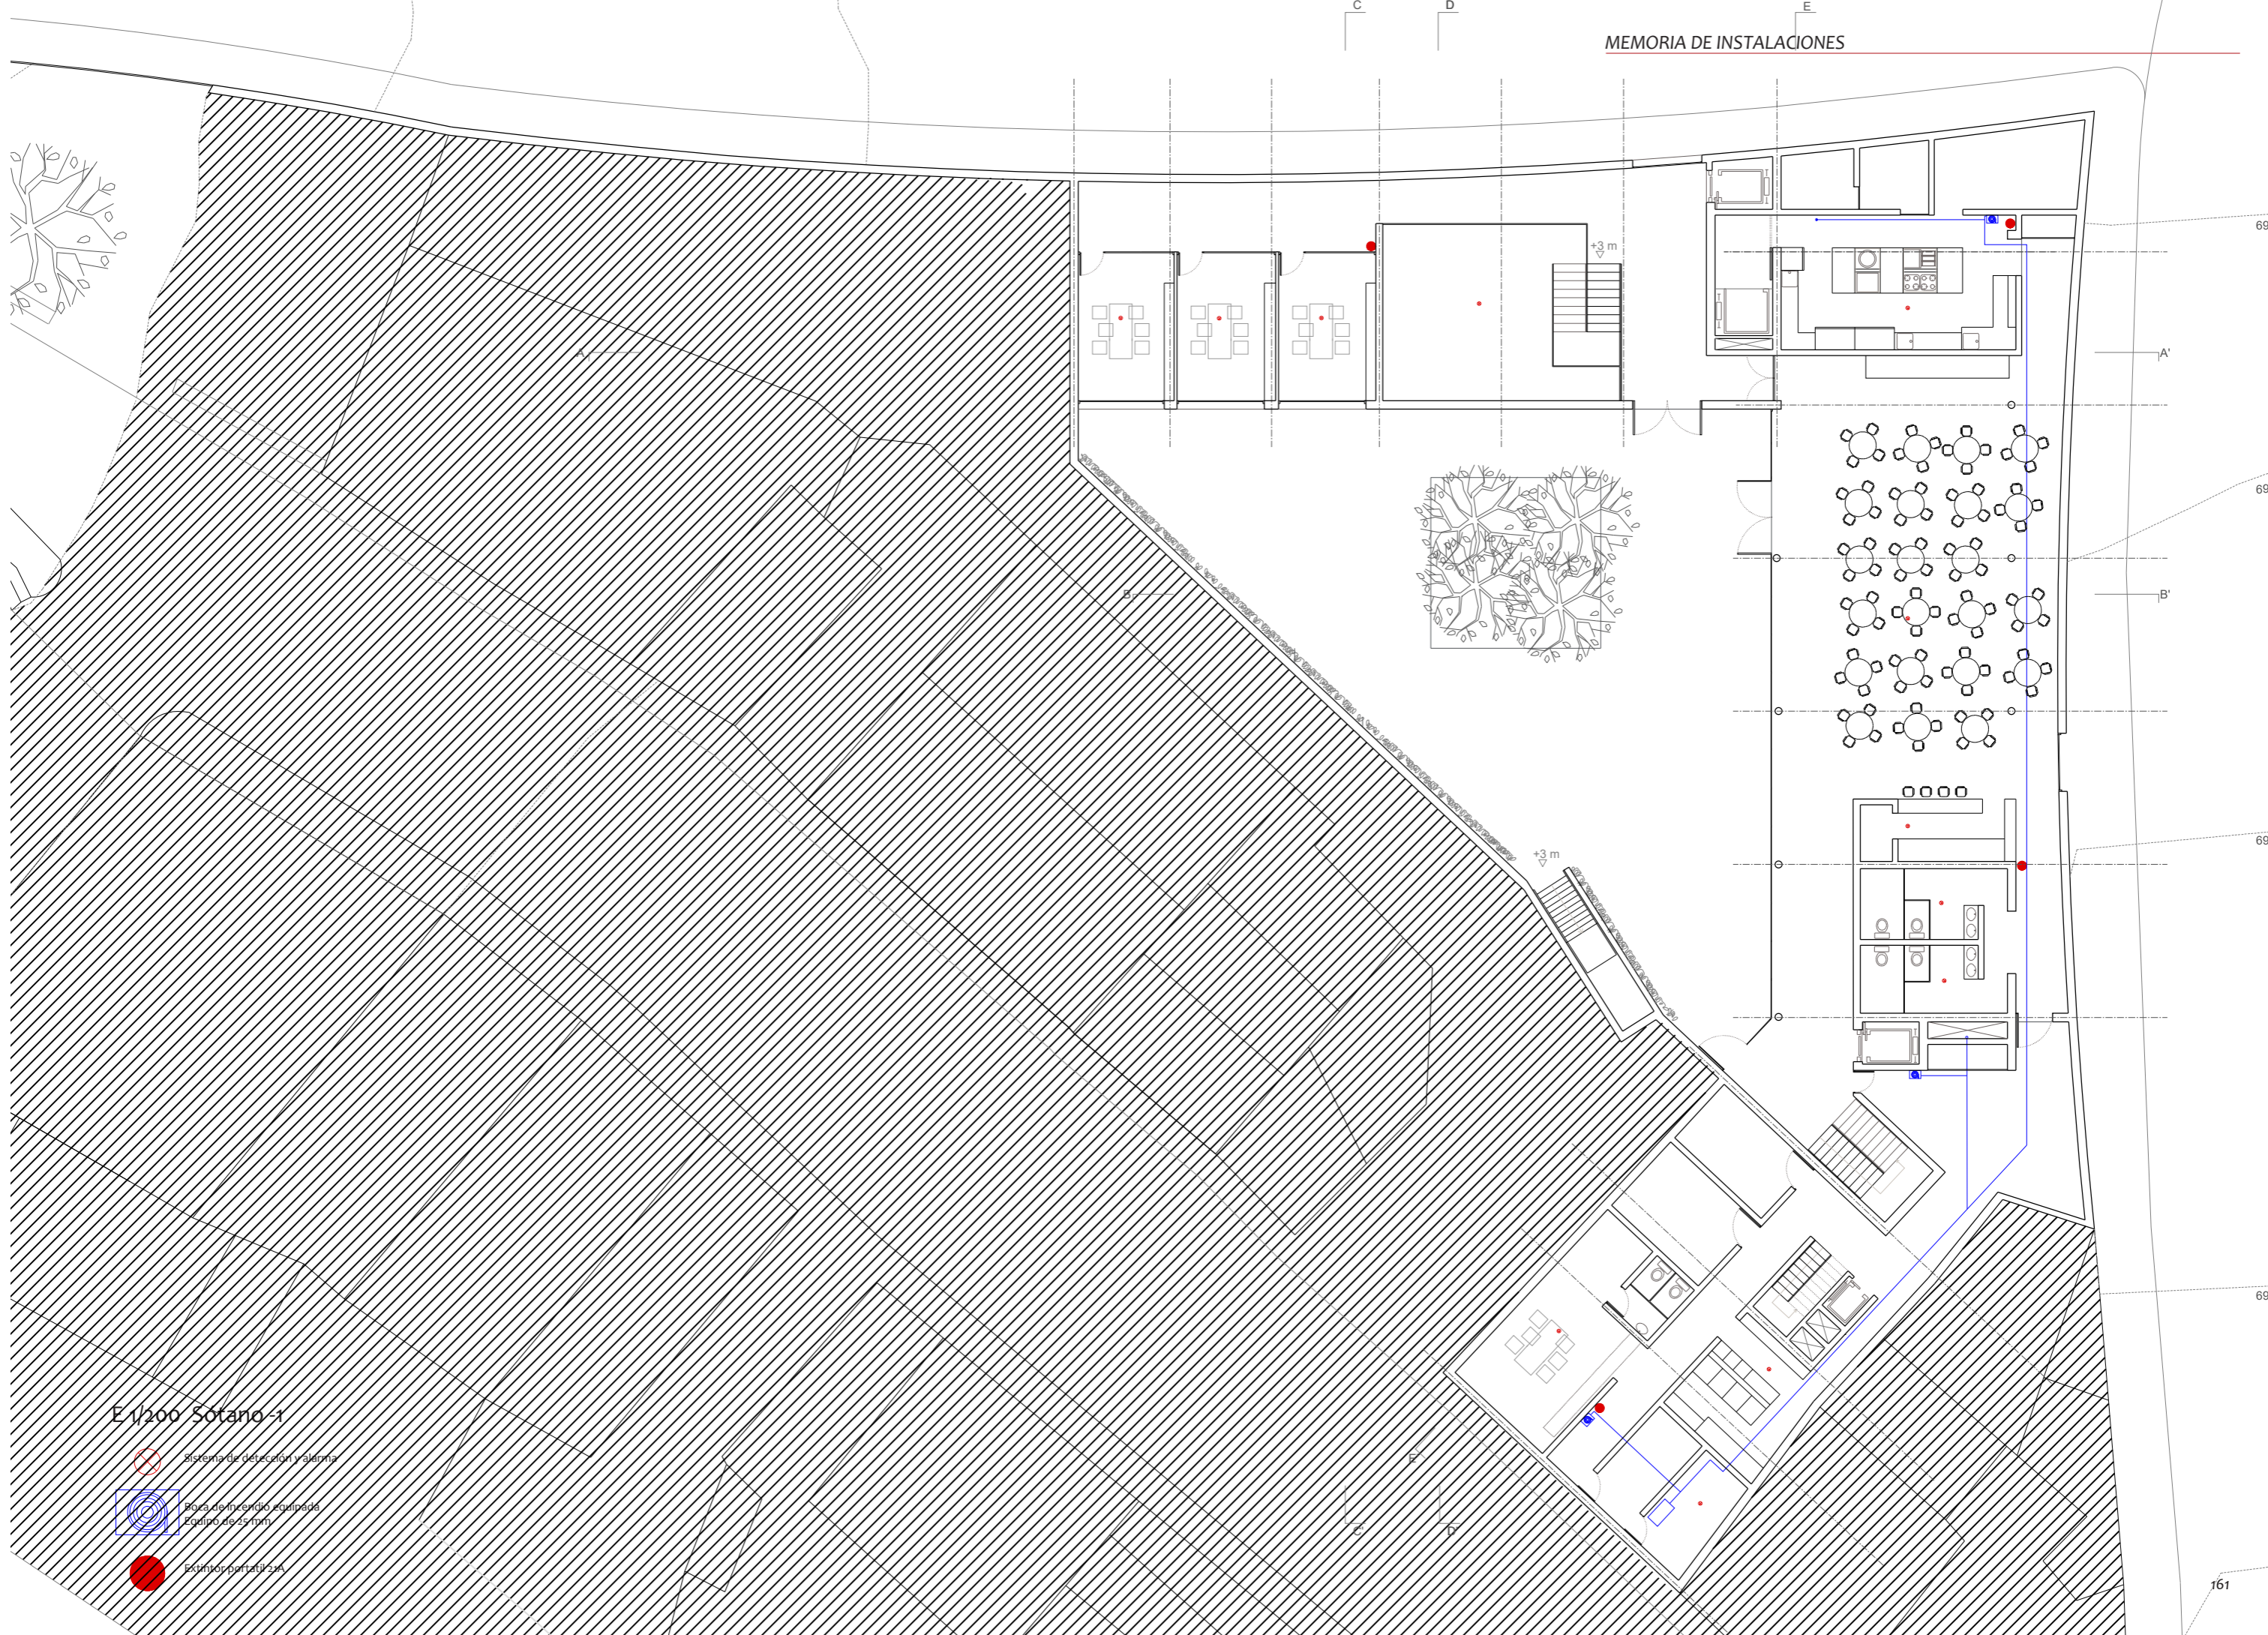 C D E
MEMORIA DE INSTALACIONES
69
+3 m
A A'
69
B B'
69
+3 m
69
E 1/200 Sótano -1
Sistema de detección y alarma
E'
Boca de incendio equipada
Equipo de 25 mm
C' D'
Extintor portatil 21A
161